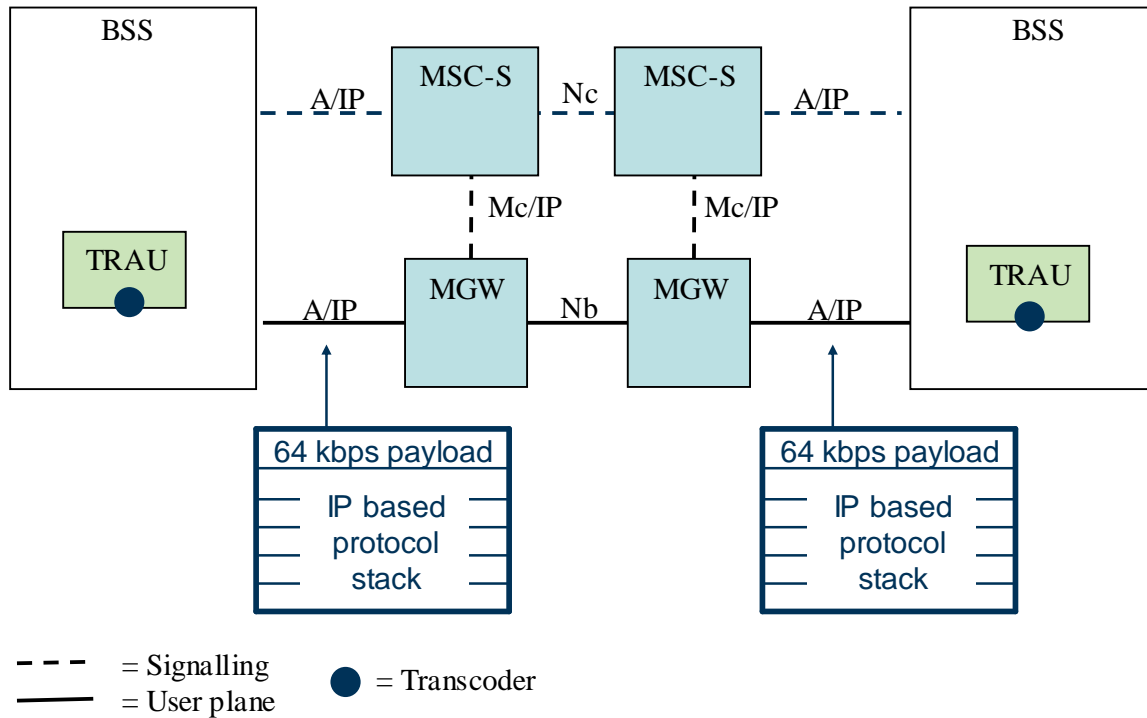 BSS
BSS
MSC-S
MSC-S
A/IP
Nc
A/IP
Mc/IP
Mc/IP
TRAU
MGW
MGW
TRAU
A/IP
Nb
A/IP
64 kbps payload
IP based
protocol
stack
64 kbps payload
IP based
protocol
stack
= Signalling
= User plane
= Transcoder